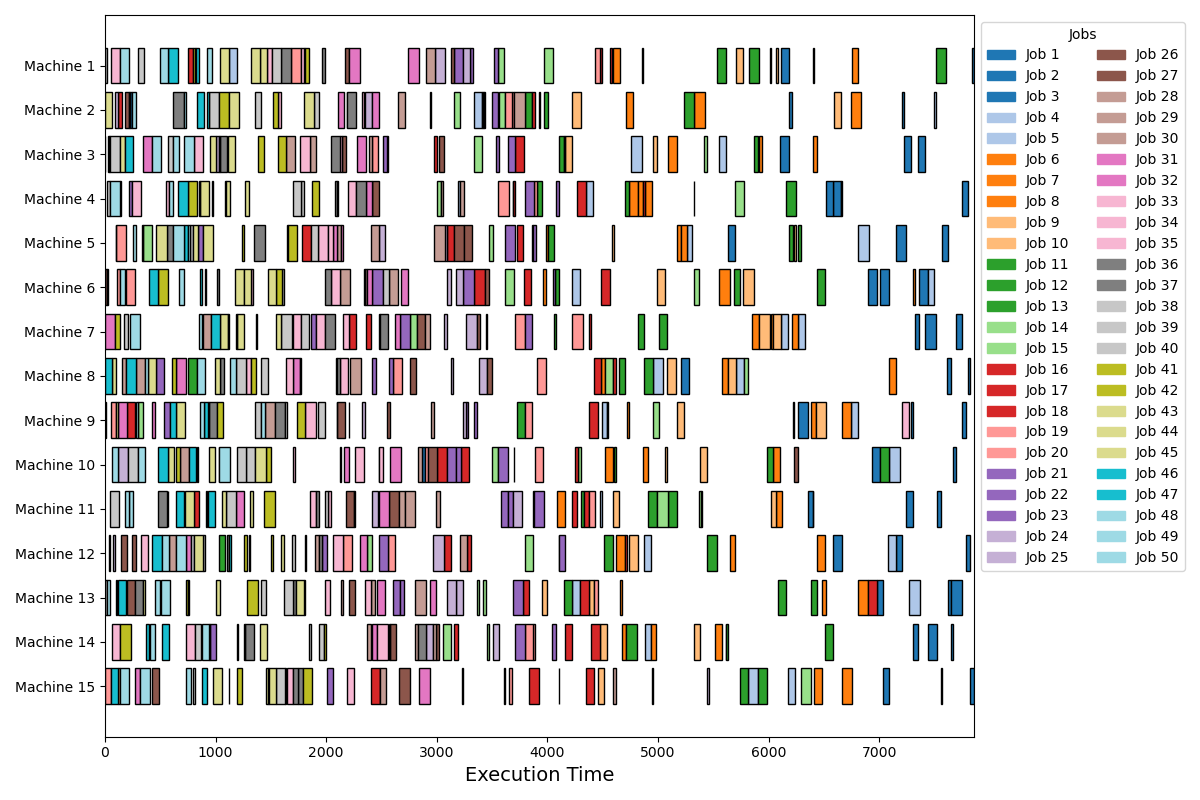 Machine 1
Machine 2
Machine 3
Machine 4
Machine 5
Machine 6
Machine 7
Machine 8
Machine 9
Machine 10
Machine 11
Machine 12
Machine 13
Machine 14
Machine 15
0 1000 2000 3000 4000 5000 6000 7000
Execution Time
Jobs
Job 1 Job 26
Job 2 Job 27
Job 3 Job 28
Job 4 Job 29
Job 5 Job 30
Job 6 Job 31
Job 7 Job 32
Job 8 Job 33
Job 9 Job 34
Job 10 Job 35
Job 11 Job 36
Job 12 Job 37
Job 13 Job 38
Job 14 Job 39
Job 15 Job 40
Job 16 Job 41
Job 17 Job 42
Job 18 Job 43
Job 19 Job 44
Job 20 Job 45
Job 21 Job 46
Job 22 Job 47
Job 23 Job 48
Job 24 Job 49
Job 25 Job 50